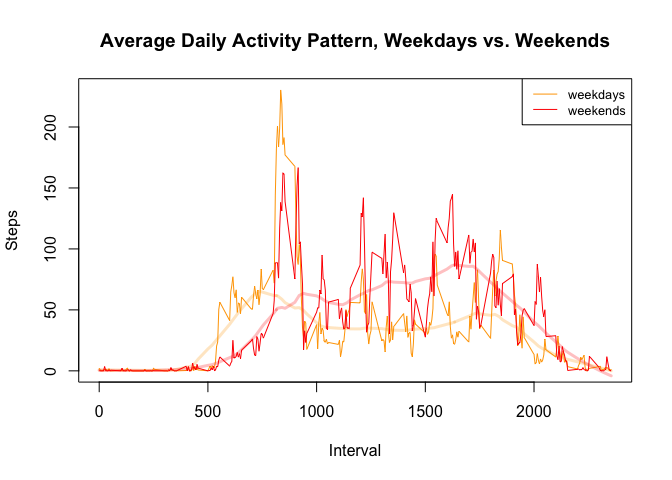 Average Daily Activity Pattern, Weekdays vs. Weekends
weekdays
weekends
Steps
200
150
100
50
0
0 500 1000 1500 2000
Interval